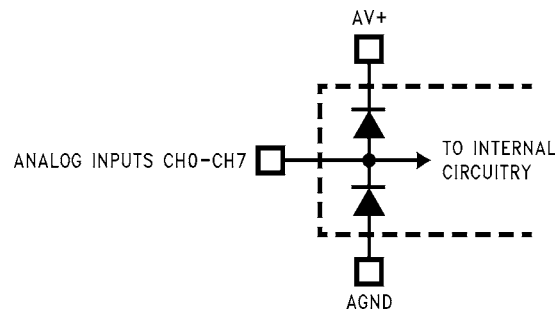 AV+
ANALOG INPUTS CH0-CH7
TO INTERNAL
CIRCUITRY
AGND